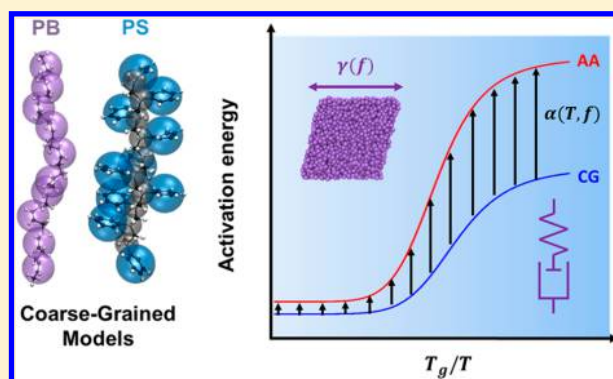 PB PS
Coarse-Grained
Models
Activation energy
γ(f)
AA
α(T, f)
CG
T_g/T